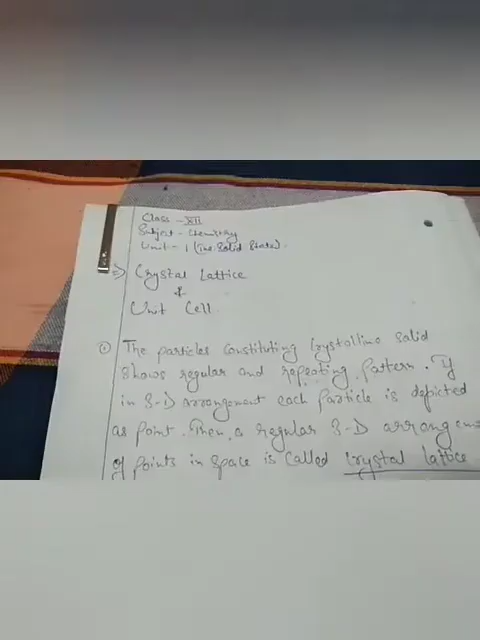 Class - XII
Subject - Chemistry
Unit - 1 (The Solid State).
=> Crystal Lattice
&
Unit Cell
① The particles constituting Crystalline Solid
shows regular and repeating Pattern. If
in 3-D arrangement each Particle is depicted
as point. Then, a regular 3-D arrangeme
of points in space is called Crystal lattice